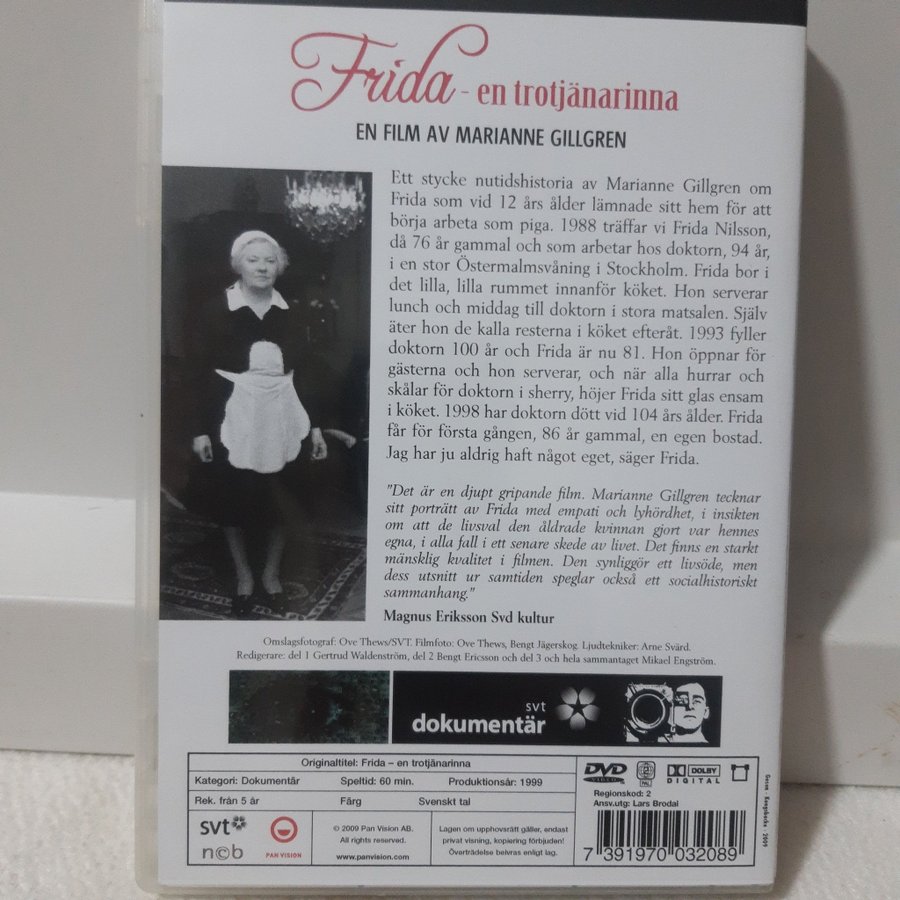 Frida - en trotjänarinna
EN FILM AV MARIANNE GILLGREN
Ett stycke nutidshistoria av Marianne Gillgren om
Frida som vid 12 års ålder lämnade sitt hem för att
börja arbeta som piga. 1988 träffar vi Frida Nilsson,
då 76 år gammal och som arbetar hos doktorn, 94 år,
i en stor Östermalmsvåning i Stockholm. Frida bor i
det lilla, lilla rummet innanför köket. Hon serverar
lunch och middag till doktorn i stora matsalen. Själv
äter hon de kalla resterna i köket efteråt. 1993 fyller
doktorn 100 år och Frida är nu 81. Hon öppnar för
gästerna och hon serverar, och när alla hurrar och
skålar för doktorn i sherry, höjer Frida sitt glas ensam
i köket. 1998 har doktorn dött vid 104 års ålder. Frida
får för första gången, 86 år gammal, en egen bostad.
Jag har ju aldrig haft något eget, säger Frida.
"Det är en djupt gripande film. Marianne Gillgren tecknar
sitt porträtt av Frida med empati och lyhördhet, i insikten
om att de livsval den åldrade kvinnan gjort var hennes
egna, i alla fall i ett senare skede av livet. Det finns en starkt
mänsklig kvalitet i filmen. Den synliggör ett livsöde, men
dess utsnitt ur samtiden speglar också ett socialhistoriskt
sammanhang."
Magnus Eriksson Svd kultur
Omslagsfotograf: Ove Thews/SVT. Filmfoto: Ove Thews, Bengt Jägerskog. Ljudtekniker: Arne Svärd.
Redigerare: del 1 Gertrud Waldenström, del 2 Bengt Ericsson och del 3 och hela sammantaget Mikael Engström.
svt
dokumentär
Originaltitel: Frida – en trotjänarinna
Kategori: Dokumentär Speltid: 60 min. Produktionsår: 1999
Rek. från 5 år Färg Svenskt tal
svt
ncb
PAN VISION
© 2009 Pan Vision AB.
All rights reserved.
www.panvision.com
Lagen om upphovsrätt gäller, endast
privat visning, kopiering förbjuden!
Överträdelse beivras enligt lag.
DVD
VIDEO
2
PAL
DOLBY
DIGITAL
Regionskod: 2
Ansv.utg: Lars Brodal
7 391970 032089